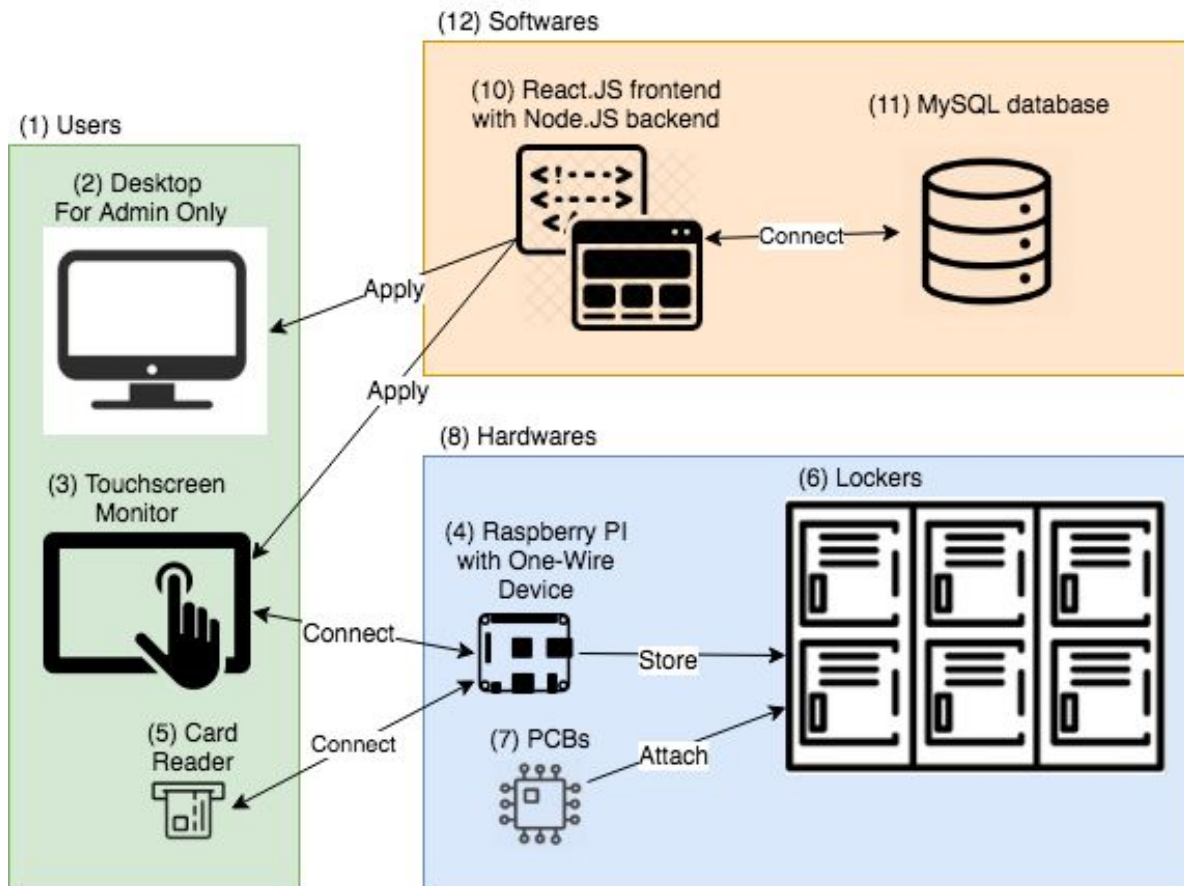 (12) Softwares
(10) React.JS frontend
with Node.JS backend
(11) MySQL database
Connect
(1) Users
(2) Desktop
For Admin Only
Apply
Apply
(3) Touchscreen
Monitor
(5) Card
Reader
Connect
Connect
(8) Hardwares
(4) Raspberry PI
with One-Wire
Device
(6) Lockers
Store
(7) PCBs
Attach